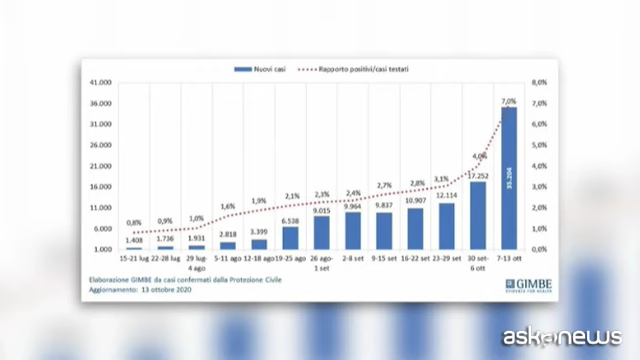 Nuovi casi Rapporto positivi/casi testati
41.000 8,0%
36.000 7,0%
31.000 6,0%
26.000 5,0%
21.000 4,0%
16.000 3,0%
11.000 2,0%
6.000 1,0%
1.000 0,0%
0,8% 0,9% 1,0% 1,6% 1,9% 2,1% 2,3% 2,4% 2,7% 2,8% 3,1% 4,0% 7,0%
1.408 1.736 1.931 2.818 3.399 6.538 9.015 9.964 9.837 10.907 12.114 17.252 35.204
15-21 lug 22-28 lug 29 lug- 5-11 ago 12-18 ago 19-25 ago 26 ago- 2-8 set 9-15 set 16-22 set 23-29 set 30 set- 7-13 ott
4 ago 1 set 6 ott
Elaborazione GIMBE da casi confermati dalla Protezione Civile
Aggiornamento: 13 ottobre 2020
GIMBE
EVIDENCE FOR HEALTH
askanews